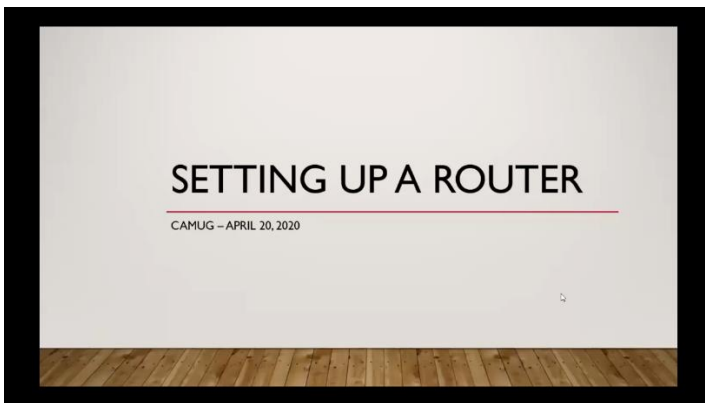 SETTING UP A ROUTER
CAMUG – APRIL 20, 2020